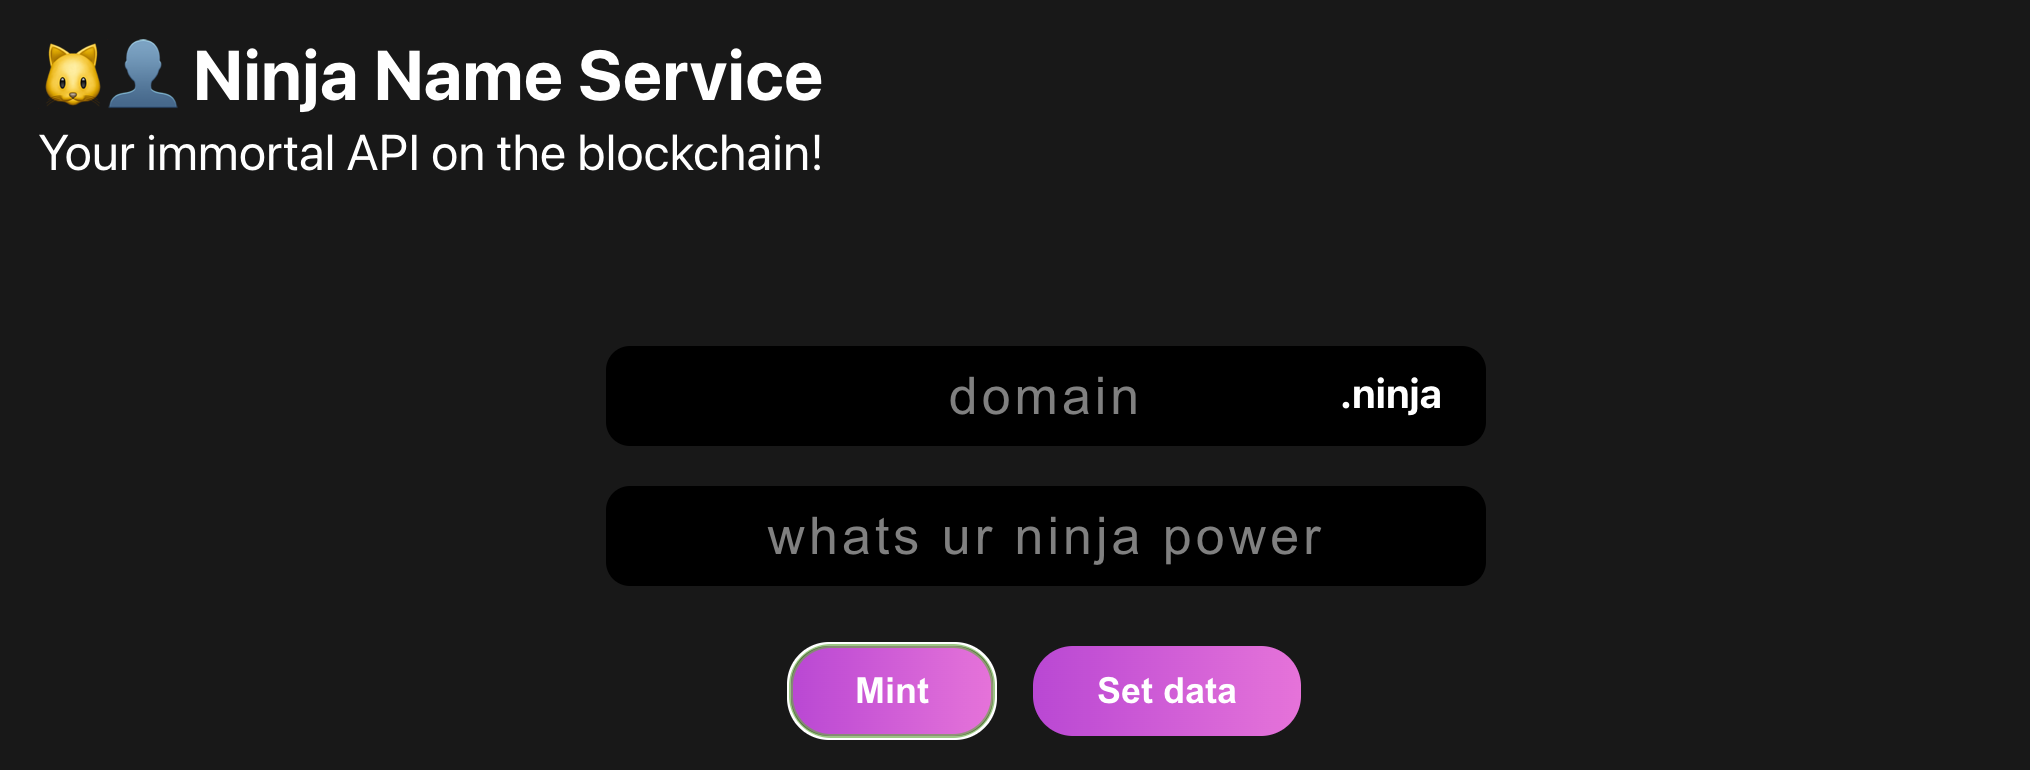 Ninja Name Service
Your immortal API on the blockchain!
domain .ninja
whats ur ninja power
Mint Set data